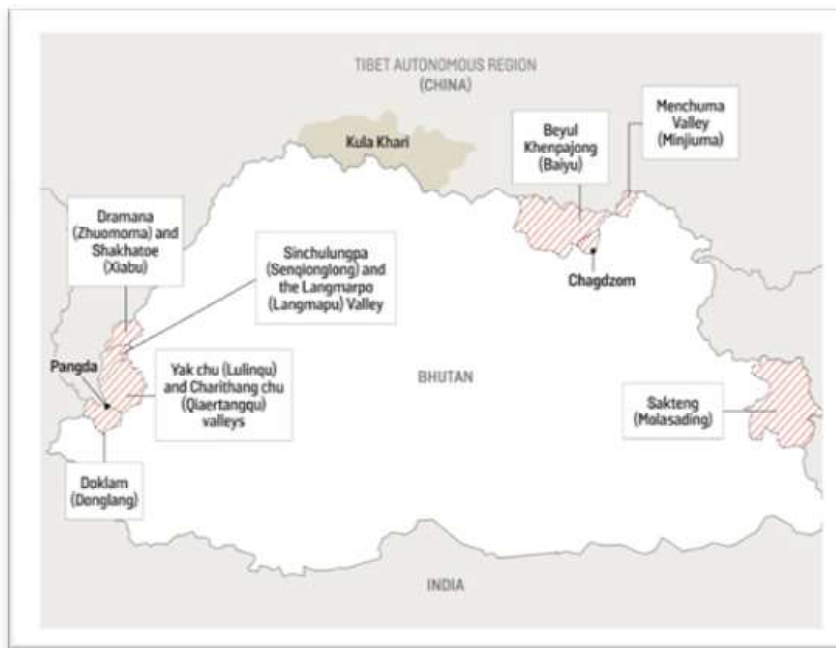 TIBET AUTONOMOUS REGION
(CHINA)
Kula Khari
Beyul
Khenpajong
(Baiyu)
Menchuma
Valley
(Minjiuma)
Dramana
(Zhuomoma) and
Shakhatoe
(Xiabu)
Sinchulungpa
(Senqionglong) and
the Langmarpo
(Langmapu) Valley
Chagdzom
Pangda
Yak chu (Lulinqu)
and Charithang chu
(Qiaertangqu)
valleys
BHUTAN
Sakteng
(Molasading)
Doklam
(Donglang)
INDIA